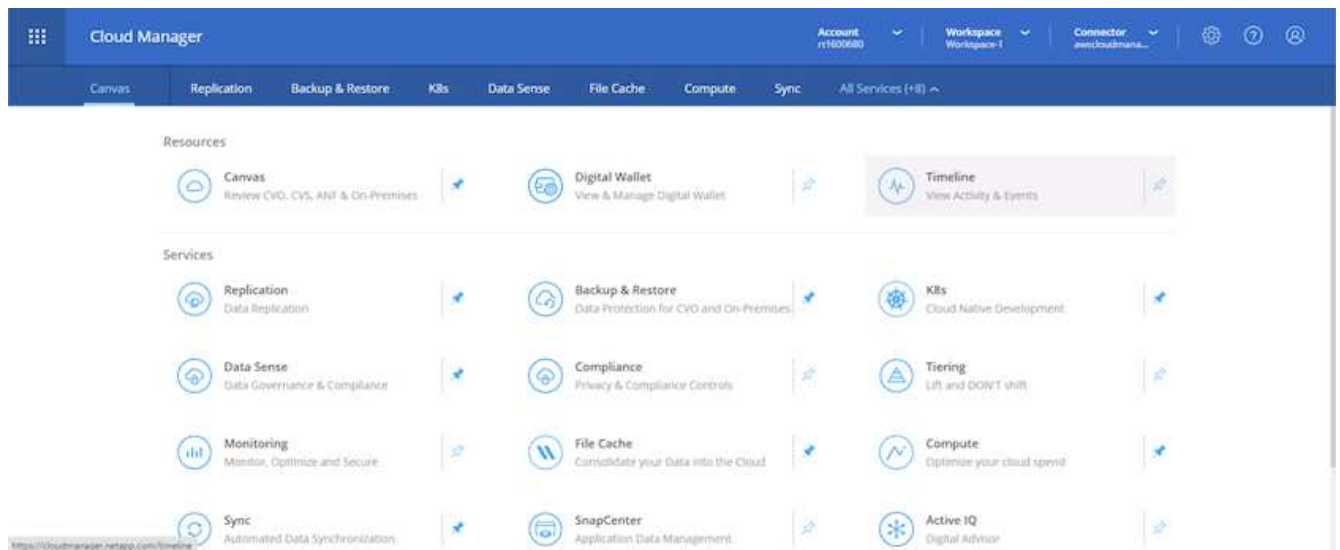 Cloud Manager
Account
rr1600680
Workspace
Workspace-1
Connector
awscloudmana...
Canvas
Replication
Backup & Restore
K8s
Data Sense
File Cache
Compute
Sync
All Services (+8)
Resources
Canvas
Review CVO, CVS, ANF & On-Premises
Digital Wallet
View & Manage Digital Wallet
Timeline
View Activity & Events
Services
Replication
Data Replication
Backup & Restore
Data Protection for CVO and On-Premises
K8s
Cloud Native Development
Data Sense
Data Governance & Compliance
Compliance
Privacy & Compliance Controls
Tiering
Lift and DON'T shift
Monitoring
Monitor, Optimize and Secure
File Cache
Consolidate your Data into the Cloud
Compute
Optimize your cloud spend
Sync
Automated Data Synchronization
SnapCenter
Application Data Management
Active IQ
Digital Advisor
https://cloudmanager.netapp.com/timeline